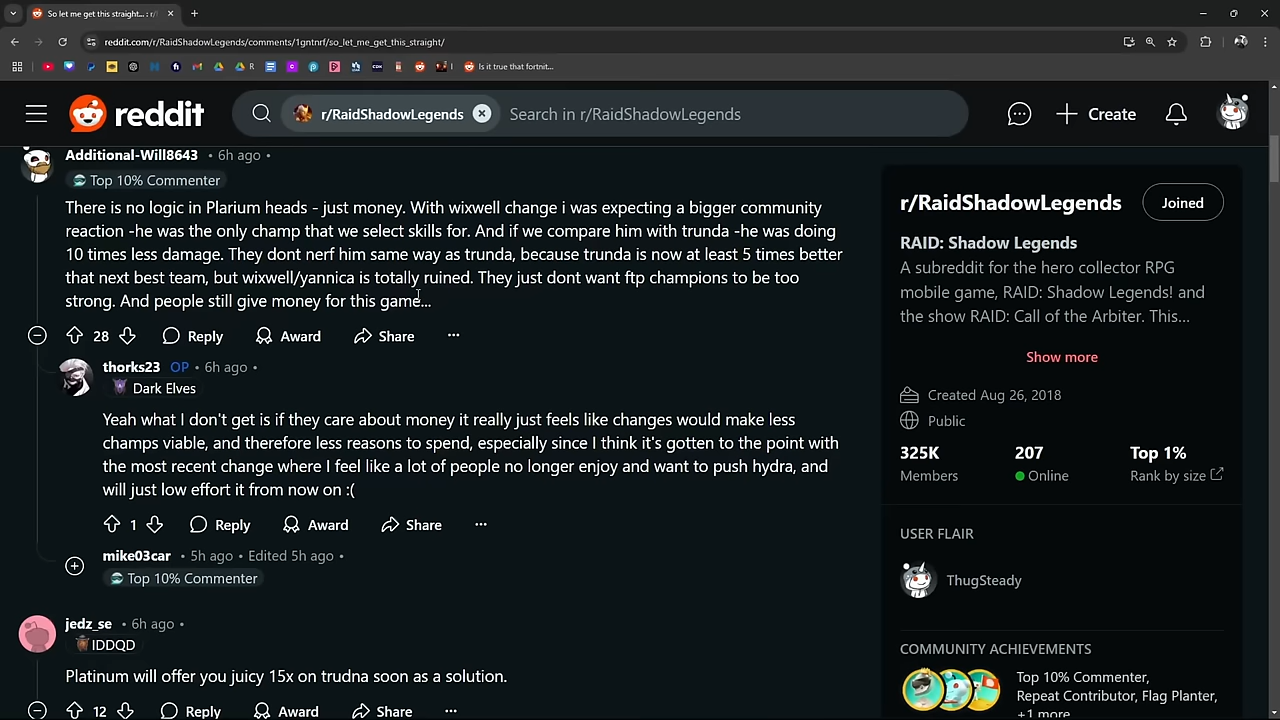 So let me get this straight... : r/
reddit.com/r/RaidShadowLegends/comments/1gntnrf/so_let_me_get_this_straight/
Is it true that fortnit...
reddit
r/RaidShadowLegends
Search in r/RaidShadowLegends
Create
Additional-Will8643 • 6h ago •
Top 10% Commenter
There is no logic in Plarium heads - just money. With wixwell change i was expecting a bigger community
reaction -he was the only champ that we select skills for. And if we compare him with trunda -he was doing
10 times less damage. They dont nerf him same way as trunda, because trunda is now at least 5 times better
that next best team, but wixwell/yannica is totally ruined. They just dont want ftp champions to be too
strong. And people still give money for this game...
28 Reply Award Share ...
thorks23 OP • 6h ago •
Dark Elves
Yeah what I don't get is if they care about money it really just feels like changes would make less
champs viable, and therefore less reasons to spend, especially since I think it's gotten to the point with
the most recent change where I feel like a lot of people no longer enjoy and want to push hydra, and
will just low effort it from now on :(
1 Reply Award Share ...
mike03car • 5h ago • Edited 5h ago •
Top 10% Commenter
jedz_se • 6h ago •
IDDQD
Platinum will offer you juicy 15x on trudna soon as a solution.
12 Reply Award Share ...
r/RaidShadowLegends
Joined
RAID: Shadow Legends
A subreddit for the hero collector RPG
mobile game, RAID: Shadow Legends! and
the show RAID: Call of the Arbiter. This...
Show more
Created Aug 26, 2018
Public
325K 207 Top 1%
Members Online Rank by size
USER FLAIR
ThugSteady
COMMUNITY ACHIEVEMENTS
Top 10% Commenter,
Repeat Contributor, Flag Planter,
+1 more